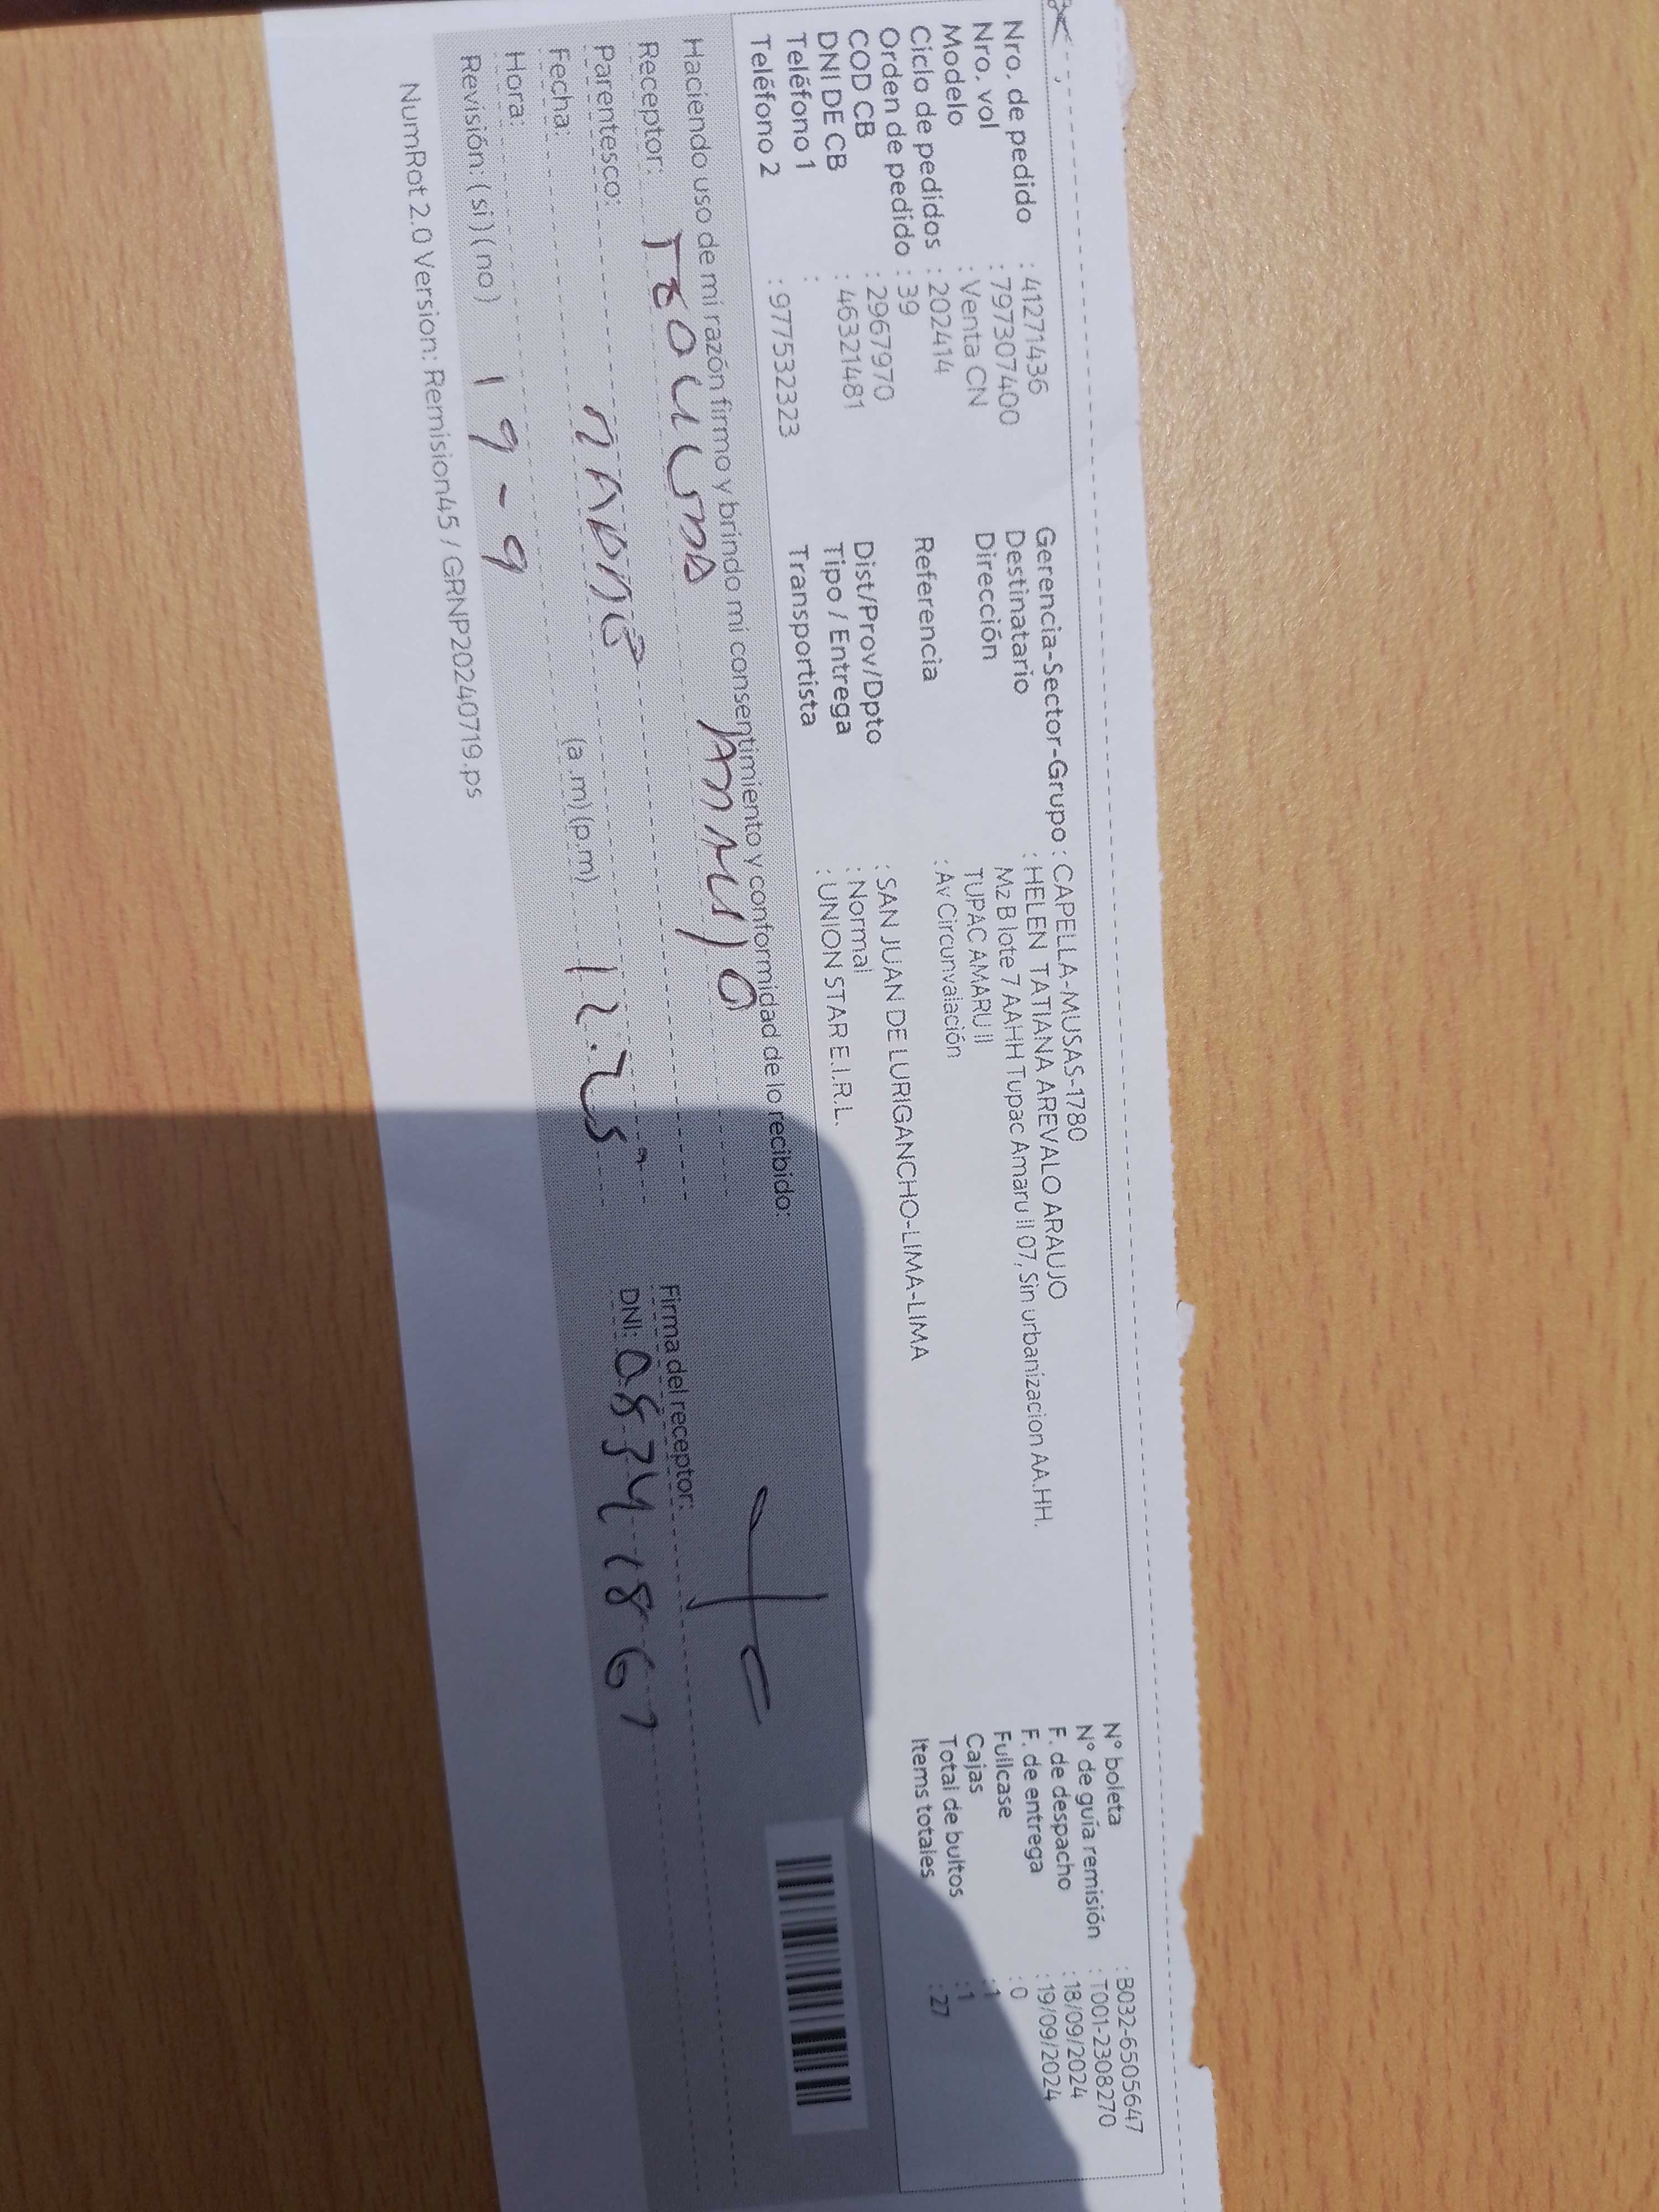 Nro. de pedido : 41271436
Nro. vol : 797307400
Modelo : Venta CN
Ciclo de pedidos : 202414
Orden de pedido : 39
COD CB : 2967970
DNI DE CB : 46321481
Teléfono 1 :
Teléfono 2 : 977532323
Gerencia-Sector-Grupo : CAPELLA-MUSAS-1780
Destinatario : HELEN TATIANA AREVALO ARAUJO
Dirección : Mz B lote 7 AAHH Tupac Amaru II 07, Sin urbanizacion AA.HH.
TUPAC AMARU II
Referencia : Av Circunvalación
Dist/Prov/Dpto : SAN JUAN DE LURIGANCHO-LIMA-LIMA
Tipo / Entrega : Normal
Transportista : UNION STAR E.I.R.L.
N° boleta : B032-6505647
N° de guía remisión : T001-2308270
F. de despacho : 18/09/2024
F. de entrega : 19/09/2024
Fullcase : 0
Cajas : 1
Total de bultos : 1
Items totales : 27
Haciendo uso de mi razón firmo y brindo mi consentimiento y conformidad de lo recibido:
Receptor:
Parentesco: MADRE
Fecha:
Hora: (a.m)(p.m) 12.25
Revisión: (si)(no) 19-9
Firma del receptor:
DNI: 08341867
NumRot 2.0 Version: Remision45 / GRNP20240719.ps